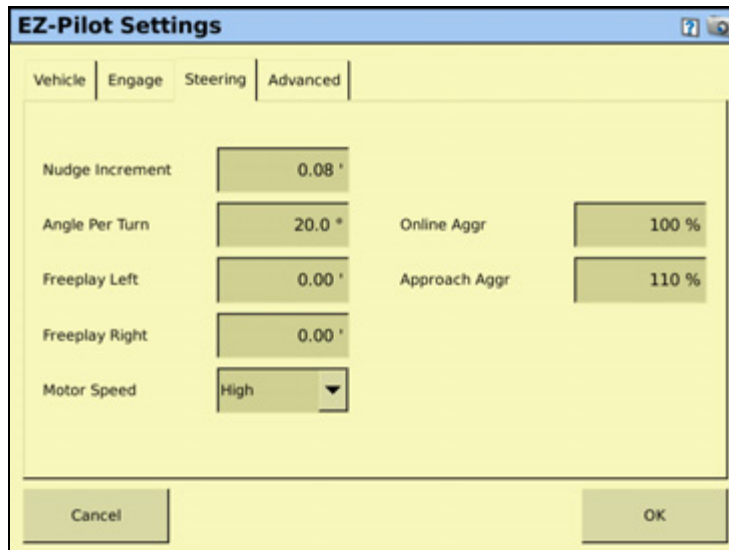 EZ-Pilot Settings
?
Vehicle Engage Steering Advanced
Nudge Increment 0.08 '
Angle Per Turn 20.0 ° Online Aggr 100 %
Freeplay Left 0.00 ' Approach Aggr 110 %
Freeplay Right 0.00 '
Motor Speed High
Cancel OK